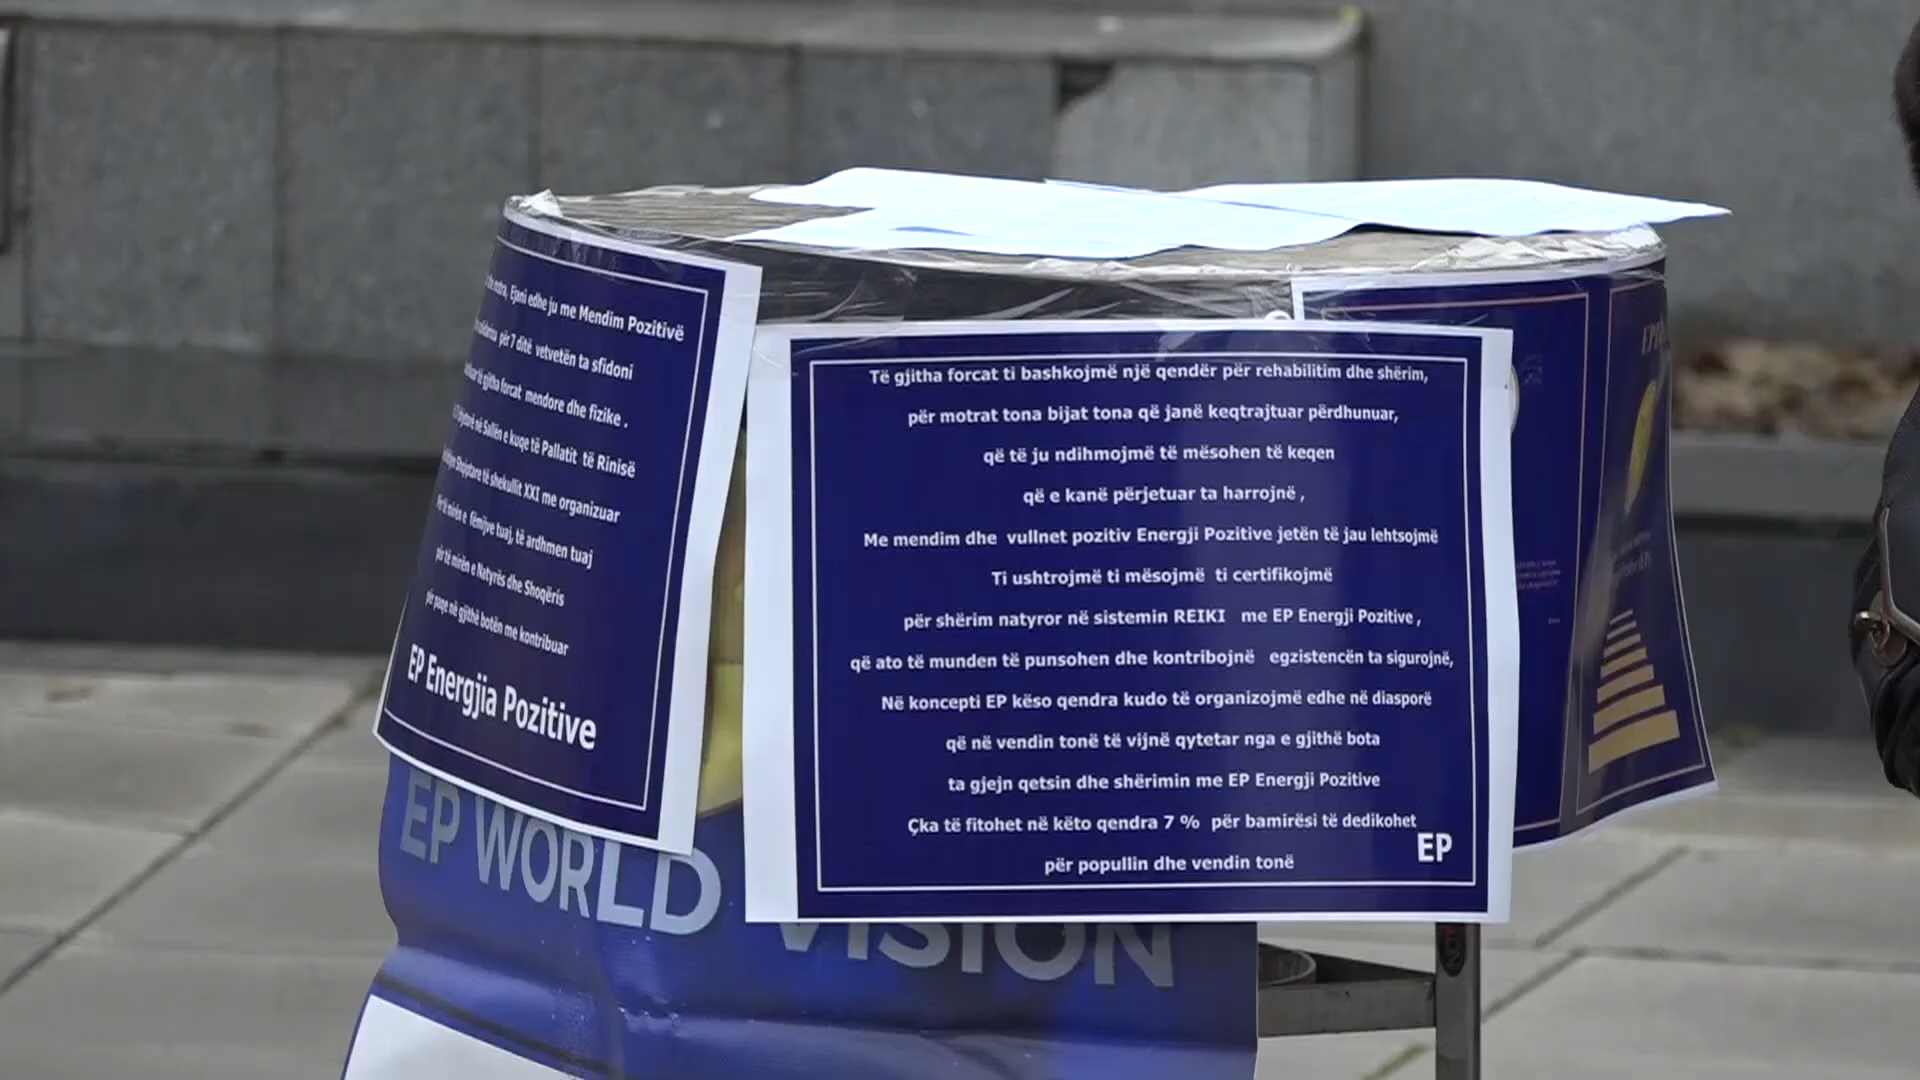 Ejani edhe ju me Mendim Pozitivë
për 7 ditë vetvetën ta sfidoni
të gjitha forcat mendore dhe fizike .
në Sallën e kuqe të Pallatit të Rinisë
Shqiptare të shekullit XXI me organizuar
Për të mirën e fëmijve tuaj, të ardhmen tuaj
për të mirën e Natyrës dhe Shoqëris
për paqe në gjithë botën me kontribuar
EP Energjia Pozitive
Të gjitha forcat ti bashkojmë një qendër për rehabilitim dhe shërim,
për motrat tona bijat tona që janë keqtrajtuar përdhunuar,
që të ju ndihmojmë të mësohen të keqen
që e kanë përjetuar ta harrojnë ,
Me mendim dhe vullnet pozitiv Energji Pozitive jetën të jau lehtsojmë
Ti ushtrojmë ti mësojmë ti certifikojmë
për shërim natyror në sistemin REIKI me EP Energji Pozitive ,
që ato të munden të punsohen dhe kontribojnë egzistencën ta sigurojnë,
Në koncepti EP këso qendra kudo të organizojmë edhe në diasporë
që në vendin tonë të vijnë qytetar nga e gjithë bota
ta gjejn qetsin dhe shërimin me EP Energji Pozitive
Çka të fitohet në këto qendra 7 % për bamirësi të dedikohet
për popullin dhe vendin tonë
EP
EP WORLD VISION